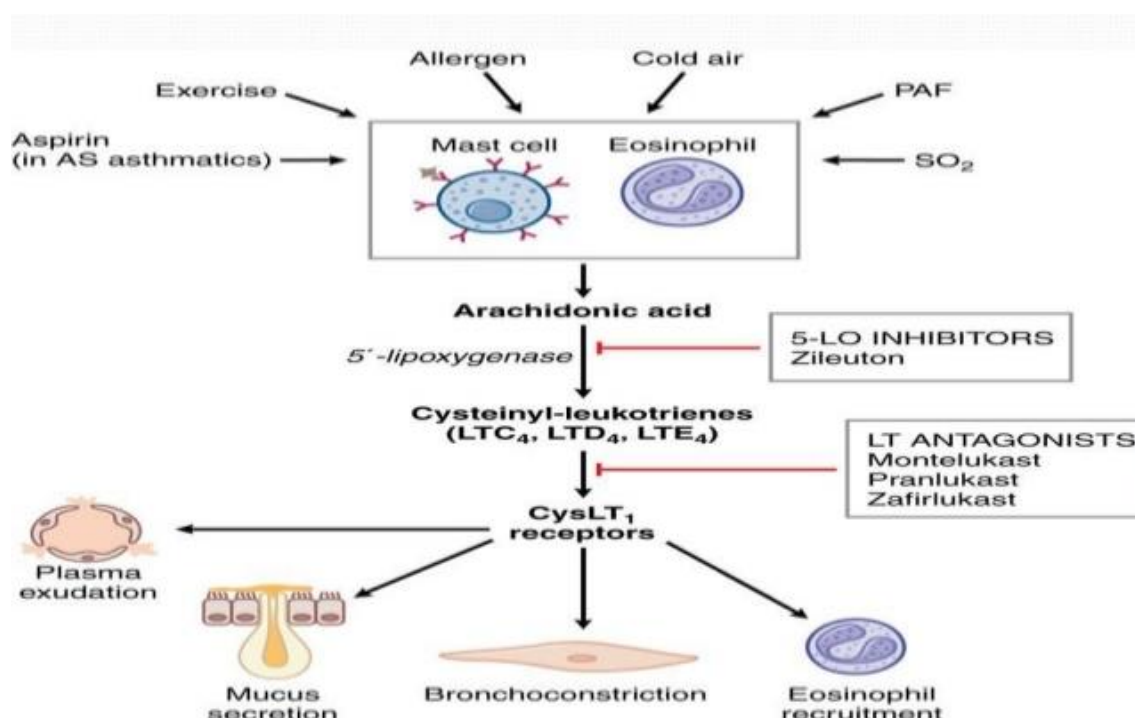 Allergen
Cold air
Exercise
PAF
Aspirin
(in AS asthmatics)
Mast cell
Eosinophil
SO₂
Arachidonic acid
5´-lipoxygenase
5-LO INHIBITORS
Zileuton
Cysteinyl-leukotrienes
(LTC₄, LTD₄, LTE₄)
LT ANTAGONISTS
Montelukast
Pranlukast
Zafirlukast
CysLT₁
receptors
Plasma
exudation
Mucus
secretion
Bronchoconstriction
Eosinophil
recruitment